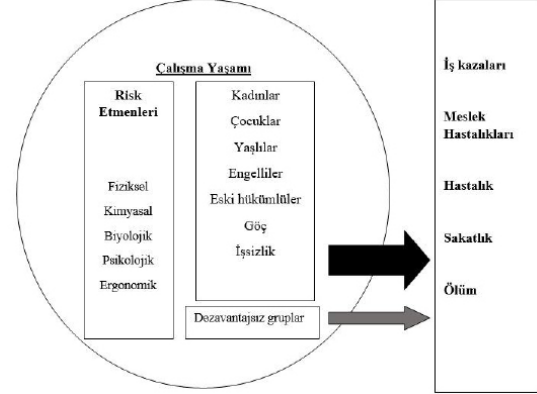 Çalışma Yaşamı
Risk
Etmenleri
Fiziksel
Kimyasal
Biyolojik
Psikolojik
Ergonomik
Kadınlar
Çocuklar
Yaşlılar
Engelliler
Eski hükümlüler
Göç
İşsizlik
Dezavantajsız gruplar
İş kazaları
Meslek
Hastalıkları
Hastalık
Sakatlık
Ölüm